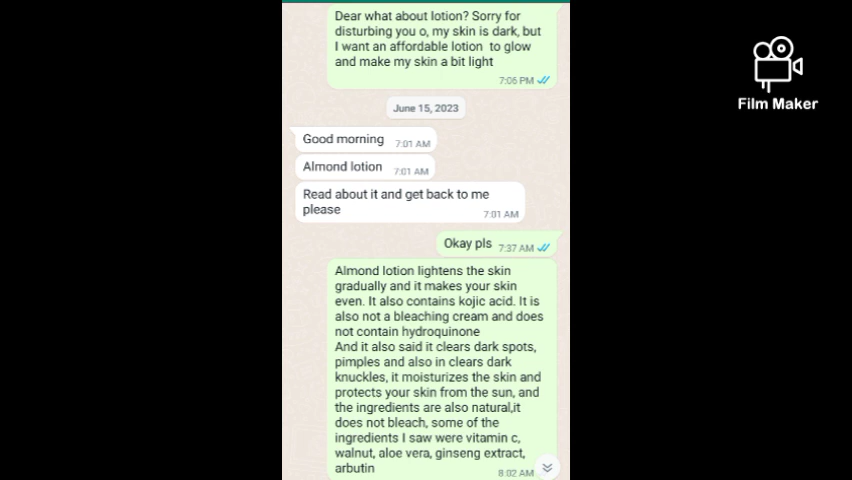 Dear what about lotion? Sorry for
disturbing you o, my skin is dark, but
I want an affordable lotion to glow
and make my skin a bit light
7:06 PM
June 15, 2023
Good morning 7:01 AM
Almond lotion 7:01 AM
Read about it and get back to me
please
7:01 AM
Okay pls 7:37 AM
Almond lotion lightens the skin
gradually and it makes your skin
even. It also contains kojic acid. It is
also not a bleaching cream and does
not contain hydroquinone
And it also said it clears dark spots,
pimples and also in clears dark
knuckles, it moisturizes the skin and
protects your skin from the sun, and
the ingredients are also natural,it
does not bleach, some of the
ingredients I saw were vitamin c,
walnut, aloe vera, ginseng extract,
arbutin
8:02 AM
Film Maker